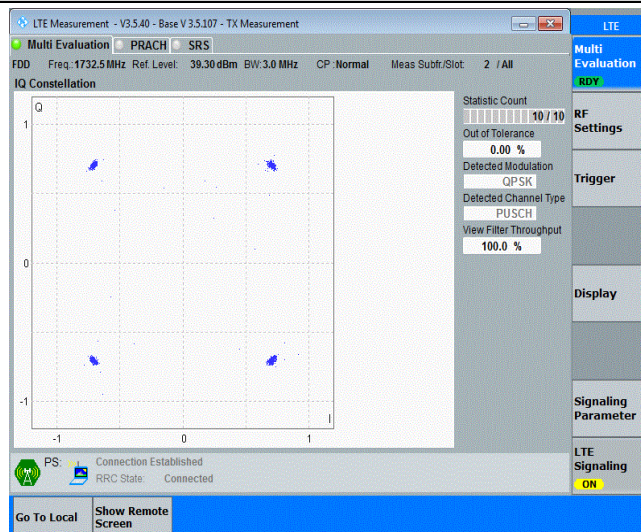 LTE Measurement - V3.5.40 - Base V 3.5.107 - TX Measurement
LTE
Multi Evaluation PRACH SRS
FDD Freq.:1732.5 MHz Ref. Level: 39.30 dBm BW:3.0 MHz CP :Normal Meas Subfr./Slot: 2 / All
IQ Constellation
Q
1
0
-1
-1 0 1
I
Statistic Count
10 / 10
Out of Tolerance
0.00 %
Detected Modulation
QPSK
Detected Channel Type
PUSCH
View Filter Throughput
100.0 %
PS: Connection Established
RRC State: Connected
Multi
Evaluation
RDY
RF
Settings
Trigger
Display
Signaling
Parameter
LTE
Signaling
ON
Go To Local
Show Remote
Screen